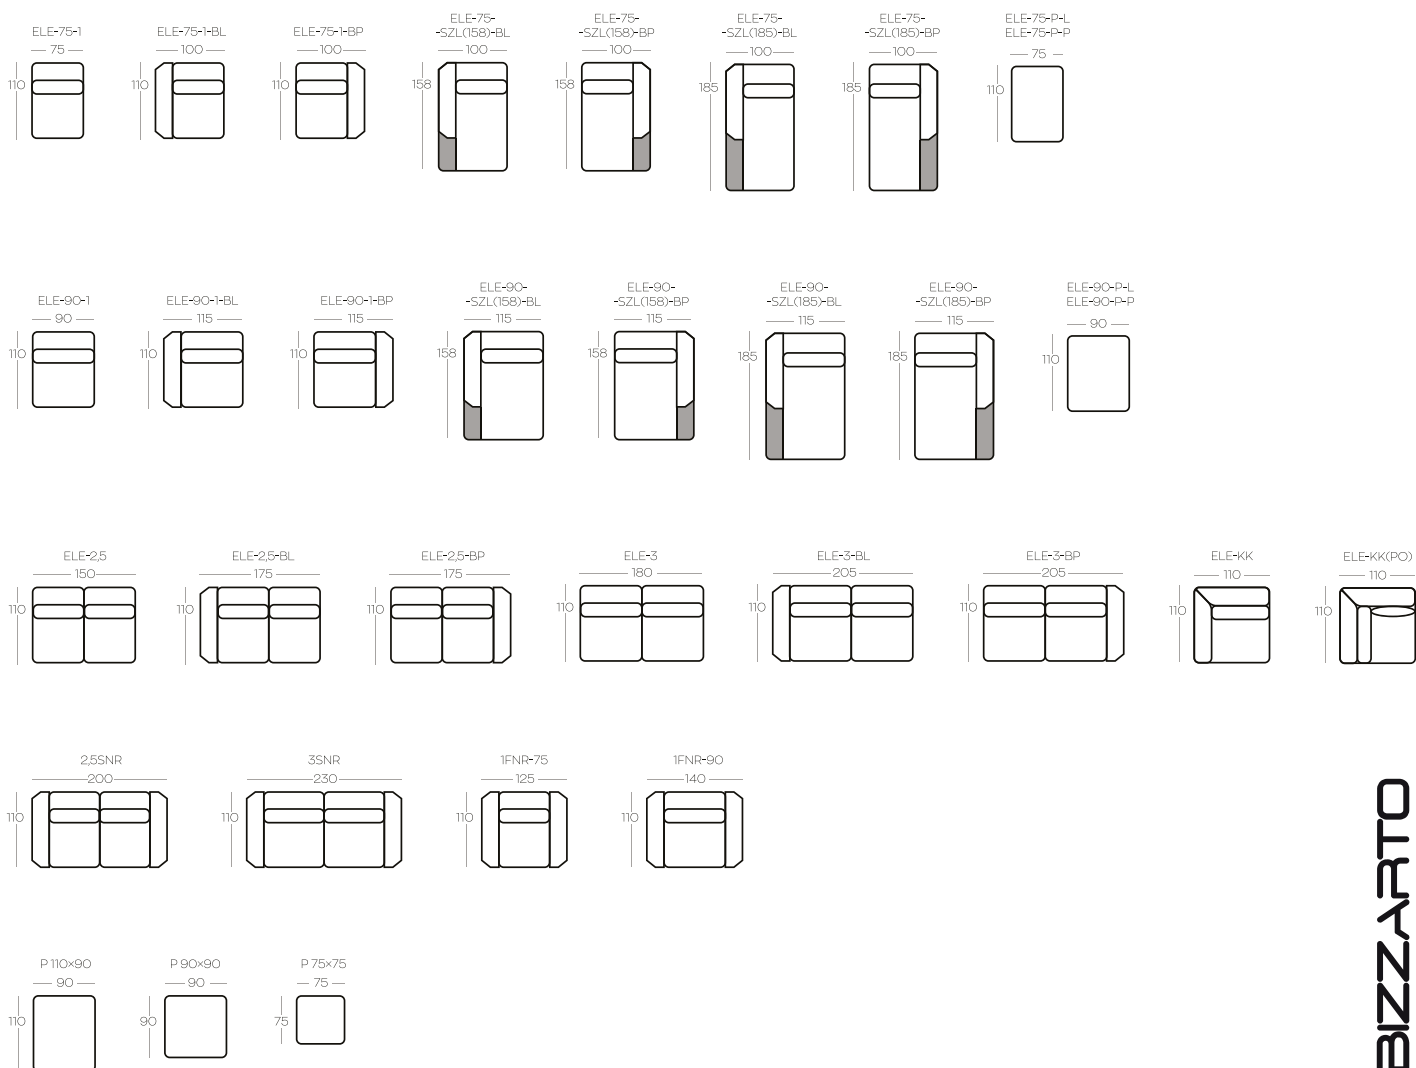 ELE-75-1
75
110
ELE-75-1-BL
100
110
ELE-75-1-BP
100
110
ELE-75-
-SZL(158)-BL
100
158
ELE-75-
-SZL(158)-BP
100
158
ELE-75-
-SZL(185)-BL
100
185
ELE-75-
-SZL(185)-BP
100
185
ELE-75-P-L
ELE-75-P-P
75
110
ELE-90-1
90
110
ELE-90-1-BL
115
110
ELE-90-1-BP
115
110
ELE-90-
-SZL(158)-BL
115
158
ELE-90-
-SZL(158)-BP
115
158
ELE-90-
-SZL(185)-BL
115
185
ELE-90-
-SZL(185)-BP
115
185
ELE-90-P-L
ELE-90-P-P
90
110
ELE-2,5
150
110
ELE-2,5-BL
175
110
ELE-2,5-BP
175
110
ELE-3
180
110
ELE-3-BL
205
110
ELE-3-BP
205
110
ELE-KK
110
110
ELE-KK(PO)
110
110
2,5SNR
200
110
3SNR
230
110
1FNR-75
125
110
1FNR-90
140
110
P 110×90
90
110
P 90×90
90
90
P 75×75
75
75
BIZZARTO